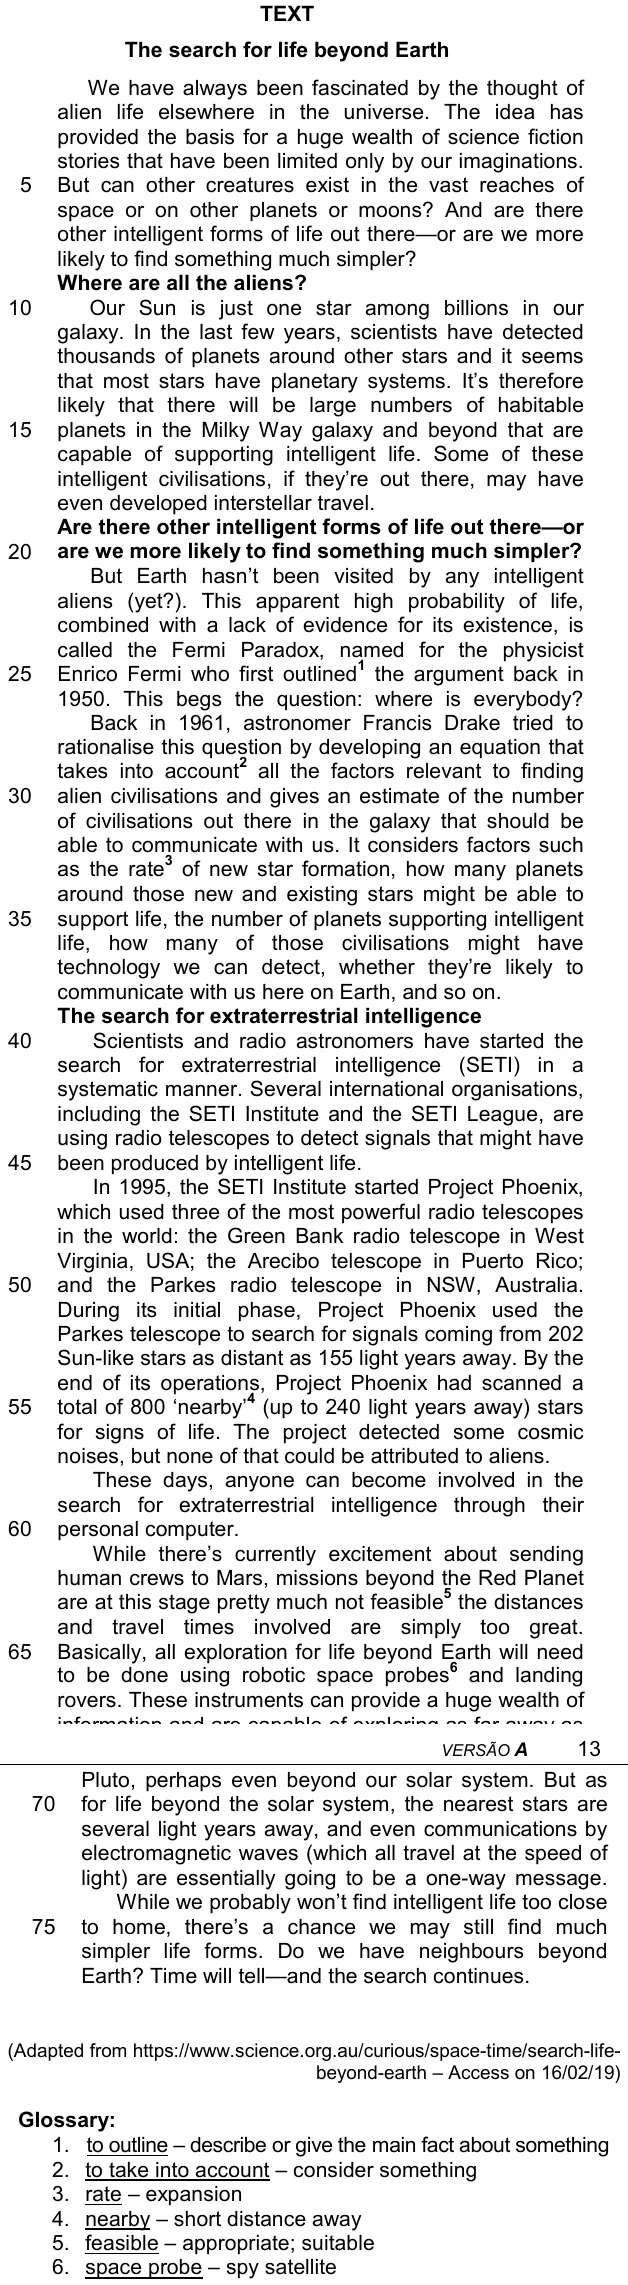 TEXT
The search for life beyond Earth
We have always been fascinated by the thought of
alien life elsewhere in the universe. The idea has
provided the basis for a huge wealth of science fiction
stories that have been limited only by our imaginations.
5 But can other creatures exist in the vast reaches of
space or on other planets or moons? And are there
other intelligent forms of life out there—or are we more
likely to find something much simpler?
Where are all the aliens?
10 Our Sun is just one star among billions in our
galaxy. In the last few years, scientists have detected
thousands of planets around other stars and it seems
that most stars have planetary systems. It's therefore
likely that there will be large numbers of habitable
15 planets in the Milky Way galaxy and beyond that are
capable of supporting intelligent life. Some of these
intelligent civilisations, if they're out there, may have
even developed interstellar travel.
Are there other intelligent forms of life out there—or
20 are we more likely to find something much simpler?
But Earth hasn't been visited by any intelligent
aliens (yet?). This apparent high probability of life,
combined with a lack of evidence for its existence, is
called the Fermi Paradox, named for the physicist
25 Enrico Fermi who first outlined¹ the argument back in
1950. This begs the question: where is everybody?
Back in 1961, astronomer Francis Drake tried to
rationalise this question by developing an equation that
takes into account² all the factors relevant to finding
30 alien civilisations and gives an estimate of the number
of civilisations out there in the galaxy that should be
able to communicate with us. It considers factors such
as the rate³ of new star formation, how many planets
around those new and existing stars might be able to
35 support life, the number of planets supporting intelligent
life, how many of those civilisations might have
technology we can detect, whether they're likely to
communicate with us here on Earth, and so on.
The search for extraterrestrial intelligence
40 Scientists and radio astronomers have started the
search for extraterrestrial intelligence (SETI) in a
systematic manner. Several international organisations,
including the SETI Institute and the SETI League, are
using radio telescopes to detect signals that might have
45 been produced by intelligent life.
In 1995, the SETI Institute started Project Phoenix,
which used three of the most powerful radio telescopes
in the world: the Green Bank radio telescope in West
Virginia, USA; the Arecibo telescope in Puerto Rico;
50 and the Parkes radio telescope in NSW, Australia.
During its initial phase, Project Phoenix used the
Parkes telescope to search for signals coming from 202
Sun-like stars as distant as 155 light years away. By the
end of its operations, Project Phoenix had scanned a
55 total of 800 'nearby'⁴ (up to 240 light years away) stars
for signs of life. The project detected some cosmic
noises, but none of that could be attributed to aliens.
These days, anyone can become involved in the
search for extraterrestrial intelligence through their
60 personal computer.
While there's currently excitement about sending
human crews to Mars, missions beyond the Red Planet
are at this stage pretty much not feasible⁵ the distances
and travel times involved are simply too great.
65 Basically, all exploration for life beyond Earth will need
to be done using robotic space probes⁶ and landing
rovers. These instruments can provide a huge wealth of
information and are capable of exploring as far away as
VERSÃO A 13
Pluto, perhaps even beyond our solar system. But as
70 for life beyond the solar system, the nearest stars are
several light years away, and even communications by
electromagnetic waves (which all travel at the speed of
light) are essentially going to be a one-way message.
While we probably won't find intelligent life too close
75 to home, there's a chance we may still find much
simpler life forms. Do we have neighbours beyond
Earth? Time will tell—and the search continues.
(Adapted from https://www.science.org.au/curious/space-time/search-life-
beyond-earth – Access on 16/02/19)
Glossary:
1. to outline – describe or give the main fact about something
2. to take into account – consider something
3. rate – expansion
4. nearby – short distance away
5. feasible – appropriate; suitable
6. space probe – spy satellite